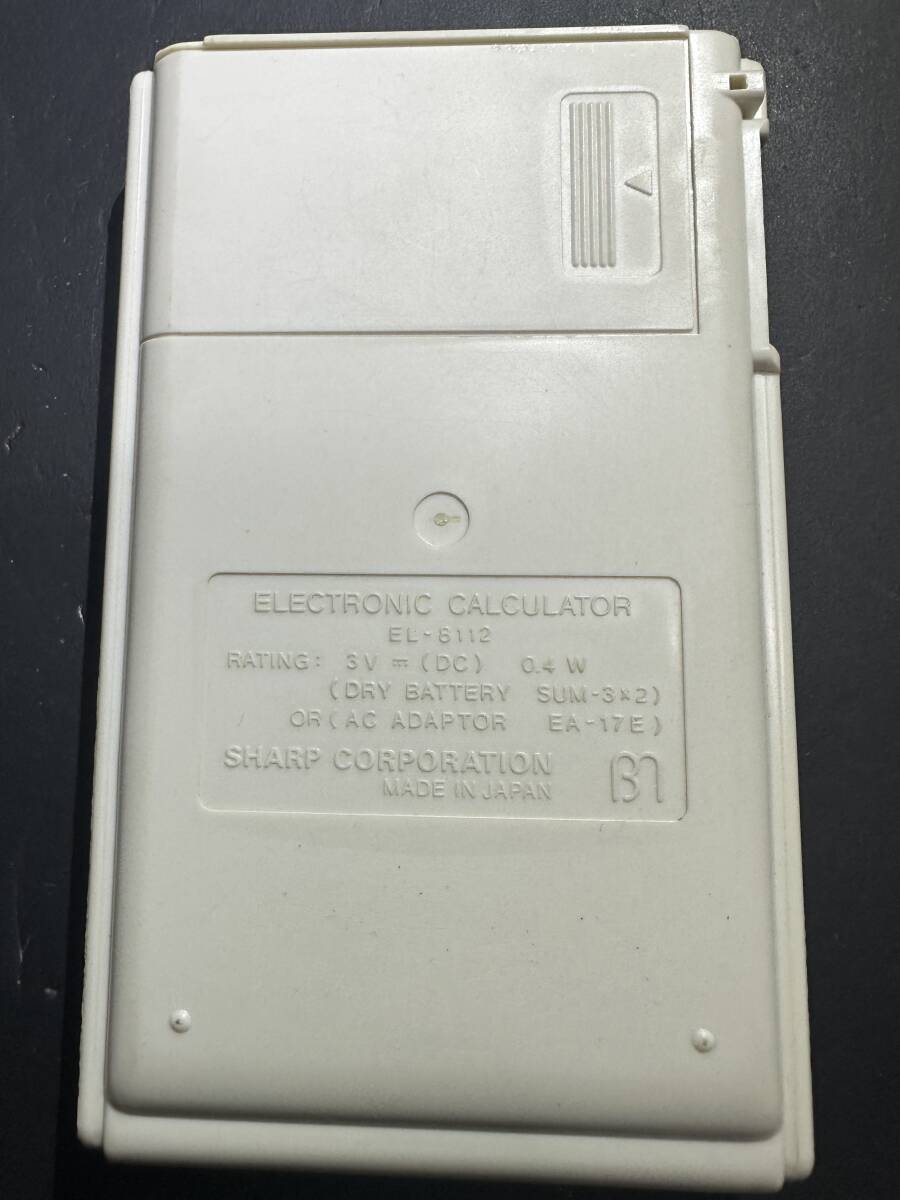 ELECTRONIC CALCULATOR
EL-8112
RATING: 3V ⎓ (DC) 0.4 W
(DRY BATTERY SUM-3×2)
OR (AC ADAPTOR EA-17E)
SHARP CORPORATION
MADE IN JAPAN